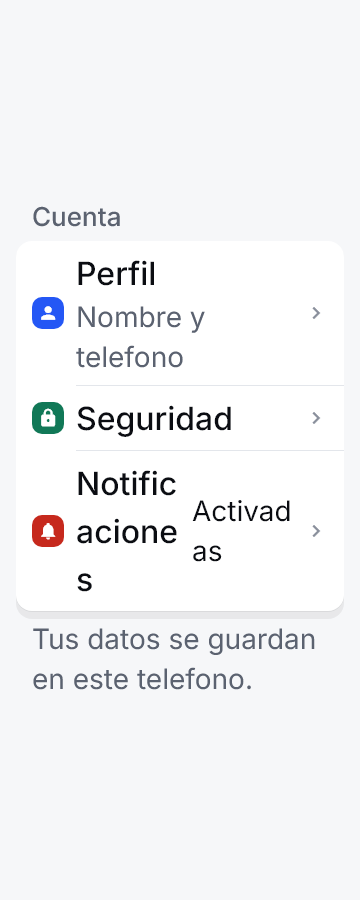 Cuenta
Perfil
Nombre y
telefono
Seguridad
Notific
acione
s
Activad
as
Tus datos se guardan
en este telefono.